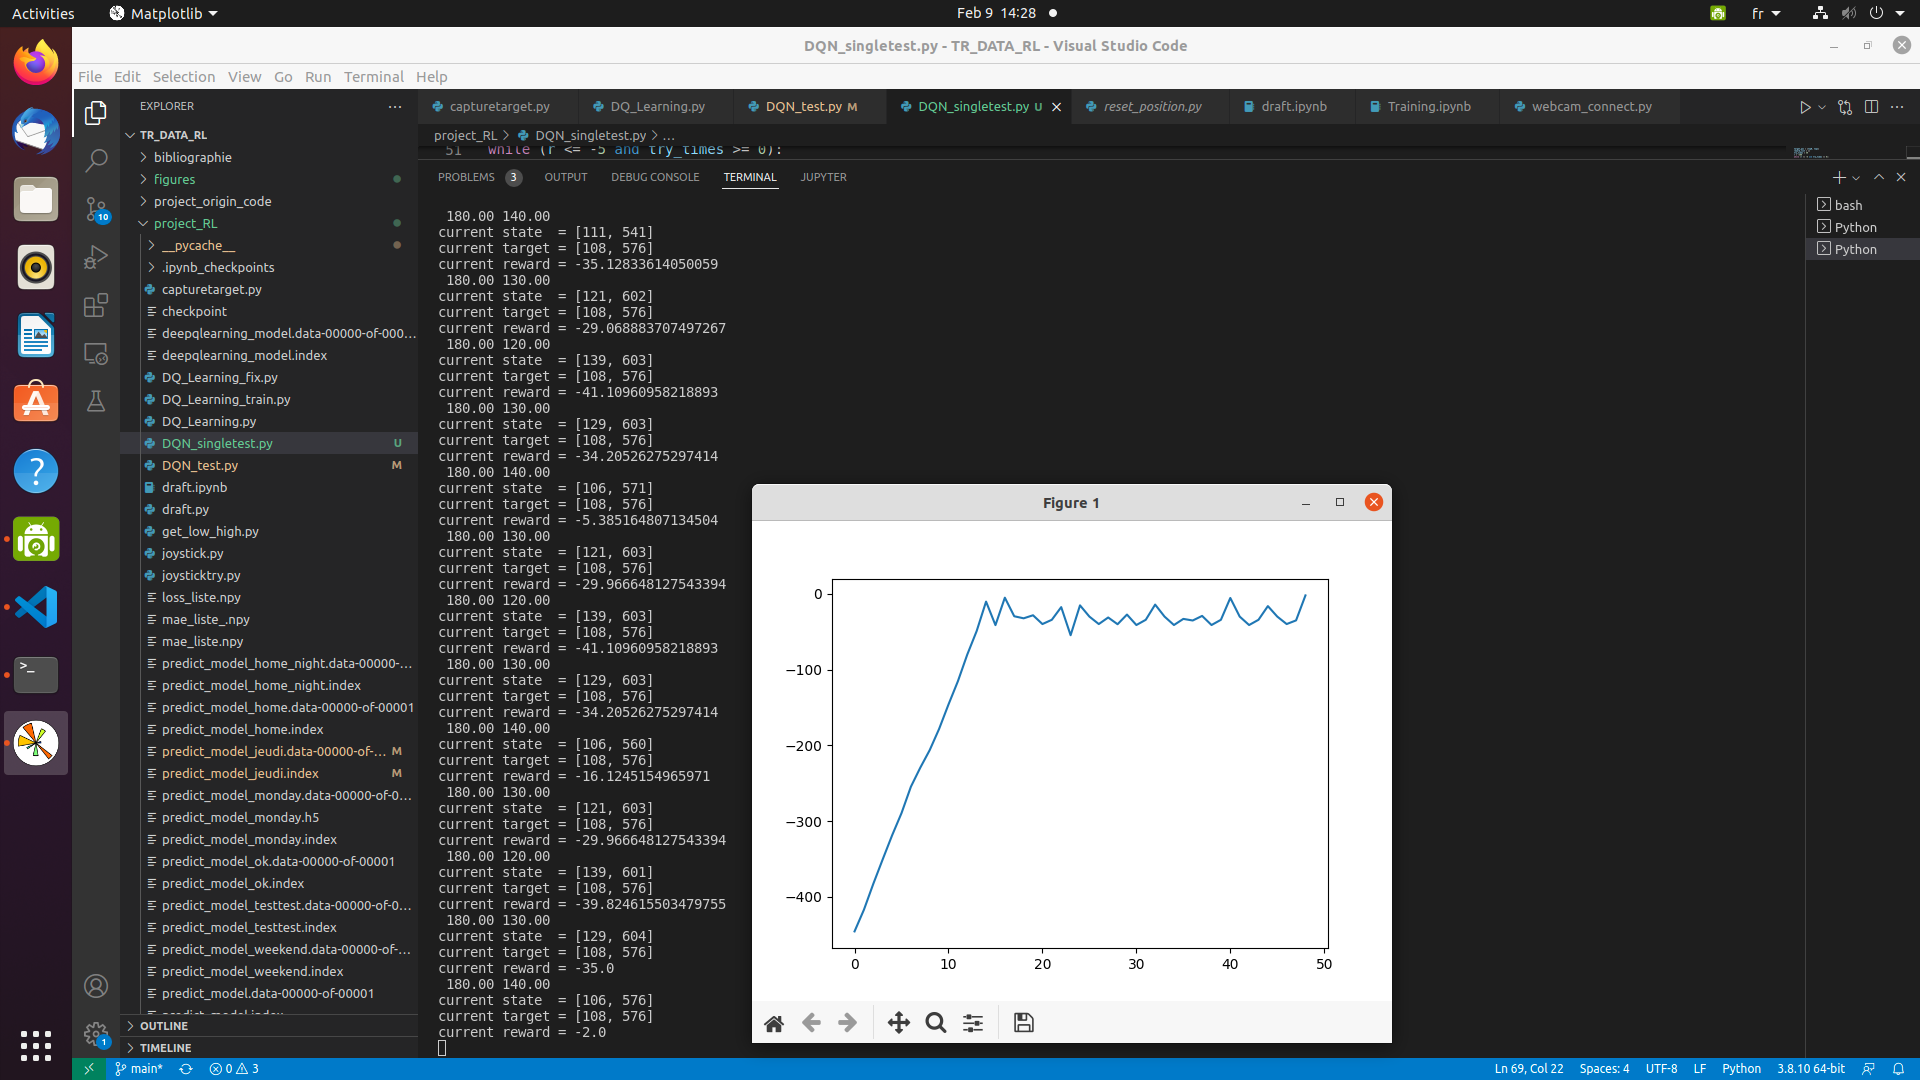 Activities
Matplotlib
Feb 9 14:28
fr
DQN_singletest.py - TR_DATA_RL - Visual Studio Code
File Edit Selection View Go Run Terminal Help
EXPLORER
TR_DATA_RL
bibliographie
figures
project_origin_code
project_RL
__pycache__
.ipynb_checkpoints
capturetarget.py
checkpoint
deepqlearning_model.data-00000-of-000...
deepqlearning_model.index
DQ_Learning_fix.py
DQ_Learning_train.py
DQ_Learning.py
DQN_singletest.py U
DQN_test.py M
draft.ipynb
draft.py
get_low_high.py
joystick.py
joysticktry.py
loss_liste.npy
mae_liste_.npy
mae_liste.npy
predict_model_home_night.data-00000-...
predict_model_home_night.index
predict_model_home.data-00000-of-00001
predict_model_home.index
predict_model_jeudi.data-00000-of-... M
predict_model_jeudi.index M
predict_model_monday.data-00000-of-0...
predict_model_monday.h5
predict_model_monday.index
predict_model_ok.data-00000-of-00001
predict_model_ok.index
predict_model_testtest.data-00000-of-0...
predict_model_testtest.index
predict_model_weekend.data-00000-of-...
predict_model_weekend.index
predict_model.data-00000-of-00001
OUTLINE
TIMELINE
10
1
capturetarget.py
DQ_Learning.py
DQN_test.py M
DQN_singletest.py U
reset_position.py
draft.ipynb
Training.ipynb
webcam_connect.py
project_RL > DQN_singletest.py > ...
51 while (r <= -5 and try_times >= 0):
PROBLEMS 3 OUTPUT DEBUG CONSOLE TERMINAL JUPYTER
bash
Python
Python
180.00 140.00
current state = [111, 541]
current target = [108, 576]
current reward = -35.12833614050059
180.00 130.00
current state = [121, 602]
current target = [108, 576]
current reward = -29.068883707497267
180.00 120.00
current state = [139, 603]
current target = [108, 576]
current reward = -41.10960958218893
180.00 130.00
current state = [129, 603]
current target = [108, 576]
current reward = -34.20526275297414
180.00 140.00
current state = [106, 571]
current target = [108, 576]
current reward = -5.385164807134504
180.00 130.00
current state = [121, 603]
current target = [108, 576]
current reward = -29.966648127543394
180.00 120.00
current state = [139, 603]
current target = [108, 576]
current reward = -41.10960958218893
180.00 130.00
current state = [129, 603]
current target = [108, 576]
current reward = -34.20526275297414
180.00 140.00
current state = [106, 560]
current target = [108, 576]
current reward = -16.1245154965971
180.00 130.00
current state = [121, 603]
current target = [108, 576]
current reward = -29.966648127543394
180.00 120.00
current state = [139, 601]
current target = [108, 576]
current reward = -39.824615503479755
180.00 130.00
current state = [129, 604]
current target = [108, 576]
current reward = -35.0
180.00 140.00
current state = [106, 576]
current target = [108, 576]
current reward = -2.0
Figure 1
0
−100
−200
−300
−400
0 10 20 30 40 50
main*
0 3
Ln 69, Col 22 Spaces: 4 UTF-8 LF Python 3.8.10 64-bit